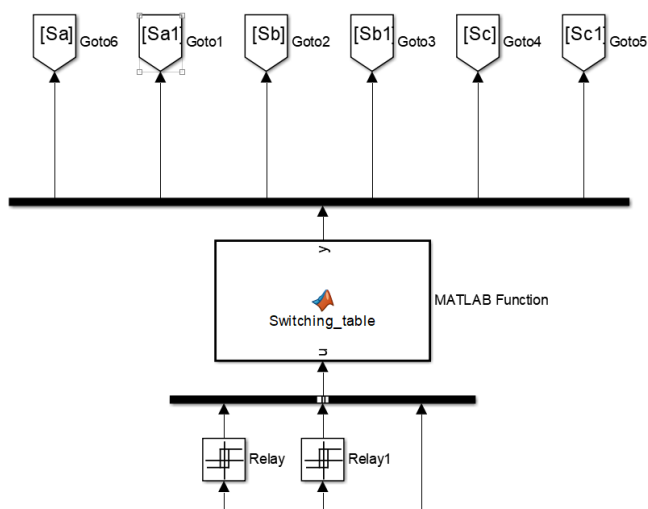 [Sa] Goto6 [Sa1] Goto1 [Sb] Goto2 [Sb1] Goto3 [Sc] Goto4 [Sc1] Goto5
y
MATLAB Function
Switching_table
u
Relay Relay1